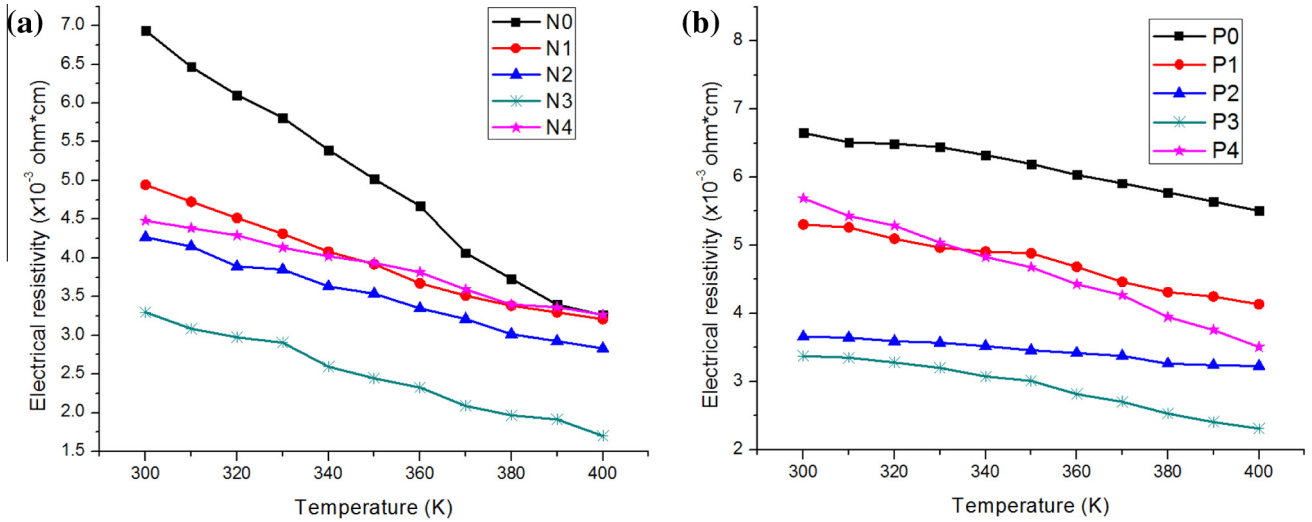 (a)
N0
N1
N2
N3
N4
7.0
6.5
6.0
5.5
5.0
4.5
4.0
3.5
3.0
2.5
2.0
1.5
300 320 340 360 380 400
Electrical resistivity (x10⁻³ ohm*cm)
Temperature (K)
(b)
P0
P1
P2
P3
P4
8
7
6
5
4
3
2
300 320 340 360 380 400
Electrical resistivity (x10⁻³ ohm*cm)
Temperature (K)